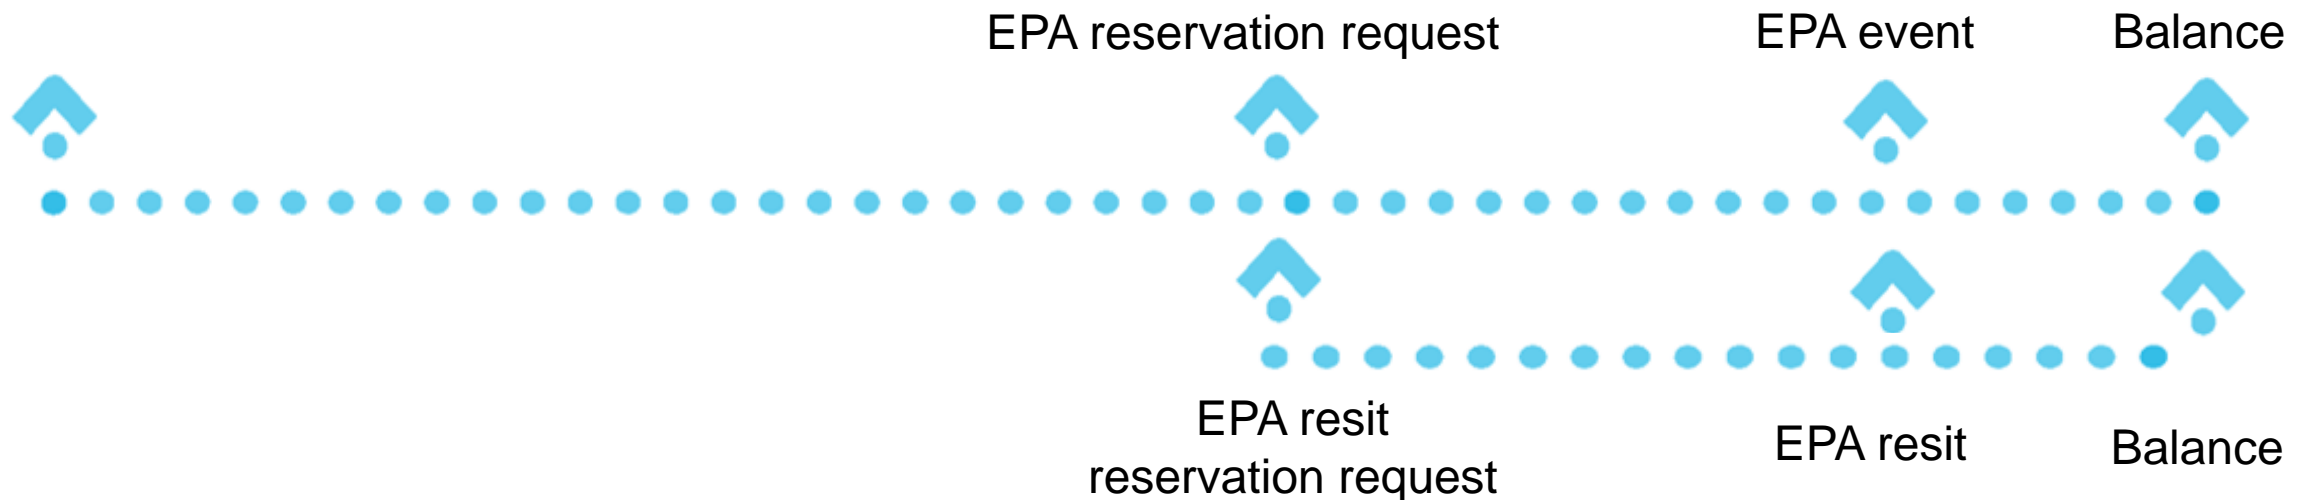 EPA reservation request
EPA event
Balance
EPA resit
reservation request
EPA resit
Balance